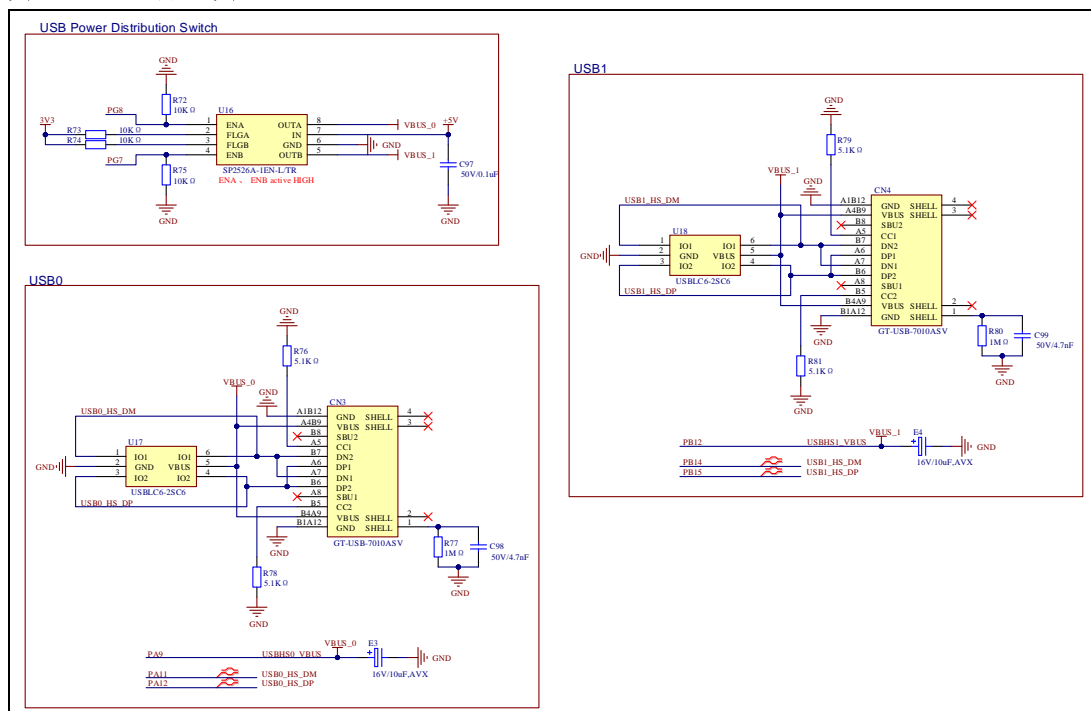 USB Power Distribution Switch
GND
R72
10KΩ
PG8
3V3
R73
10KΩ
R74
10KΩ
PG7
R75
10KΩ
GND
U16
1
ENA
OUTA
8
2
FLGA
IN
7
3
FLGB
GND
6
4
ENB
OUTB
5
SP2526A-1EN-L/TR
ENA 、 ENB active HIGH
VBUS_0
+5V
GND
VBUS_1
C97
50V/0.1uF
GND
USB0
GND
R76
5.1KΩ
VBUS_0
GND
USB0_HS_DM
U17
1
IO1
IO1
6
GND
2
GND
VBUS
5
3
IO2
IO2
4
USBLC6-2SC6
USB0_HS_DP
CN3
A1B12
GND
SHELL
4
A4B9
VBUS
SHELL
3
B8
SBU2
A5
CC1
B7
DN2
A6
DP1
A7
DN1
B6
DP2
A8
SBU1
B5
CC2
B4A9
VBUS
SHELL
2
B1A12
GND
SHELL
1
GT-USB-7010ASV
GND
R77
1MΩ
C98
50V/4.7nF
GND
R78
5.1KΩ
GND
PA9
USBHS0_VBUS
VBUS_0
E3
+
16V/10uF,AVX
GND
PA11
USB0_HS_DM
PA12
USB0_HS_DP
USB1
GND
R79
5.1KΩ
VBUS_1
GND
USB1_HS_DM
U18
1
IO1
IO1
6
GND
2
GND
VBUS
5
3
IO2
IO2
4
USBLC6-2SC6
USB1_HS_DP
CN4
A1B12
GND
SHELL
4
A4B9
VBUS
SHELL
3
B8
SBU2
A5
CC1
B7
DN2
A6
DP1
A7
DN1
B6
DP2
A8
SBU1
B5
CC2
B4A9
VBUS
SHELL
2
B1A12
GND
SHELL
1
GT-USB-7010ASV
GND
R80
1MΩ
C99
50V/4.7nF
GND
R81
5.1KΩ
GND
PB12
USBHS1_VBUS
VBUS_1
E4
+
16V/10uF,AVX
GND
PB14
USB1_HS_DM
PB15
USB1_HS_DP